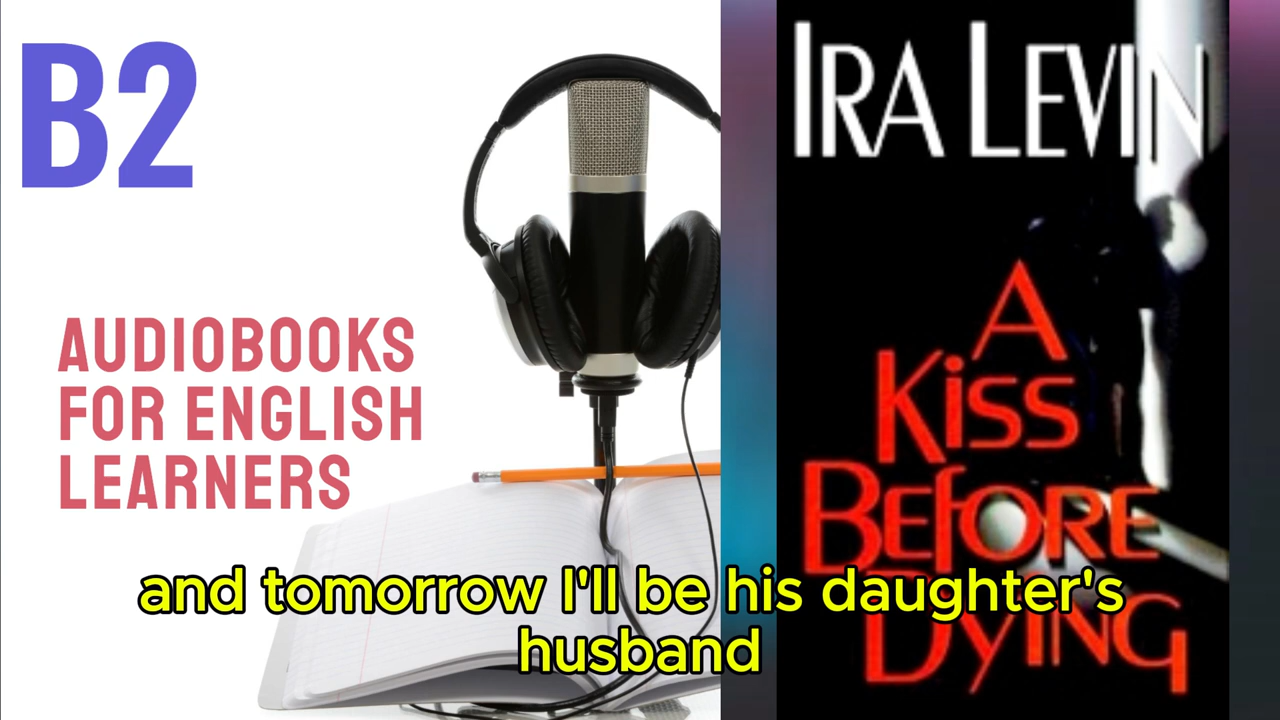 B2
AUDIOBOOKS
FOR ENGLISH
LEARNERS
IRA LEVIN
A
KISS
BEFORE
DYING
and tomorrow I'll be his daughter's
husband